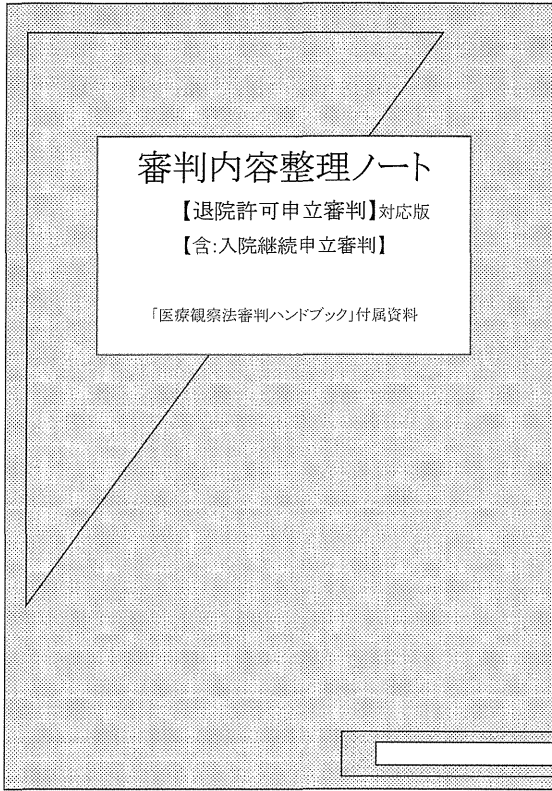 審判内容整理ノート
【退院許可申立審判】対応版
【含:入院継続申立審判】
「医療観察法審判ハンドブック」付属資料